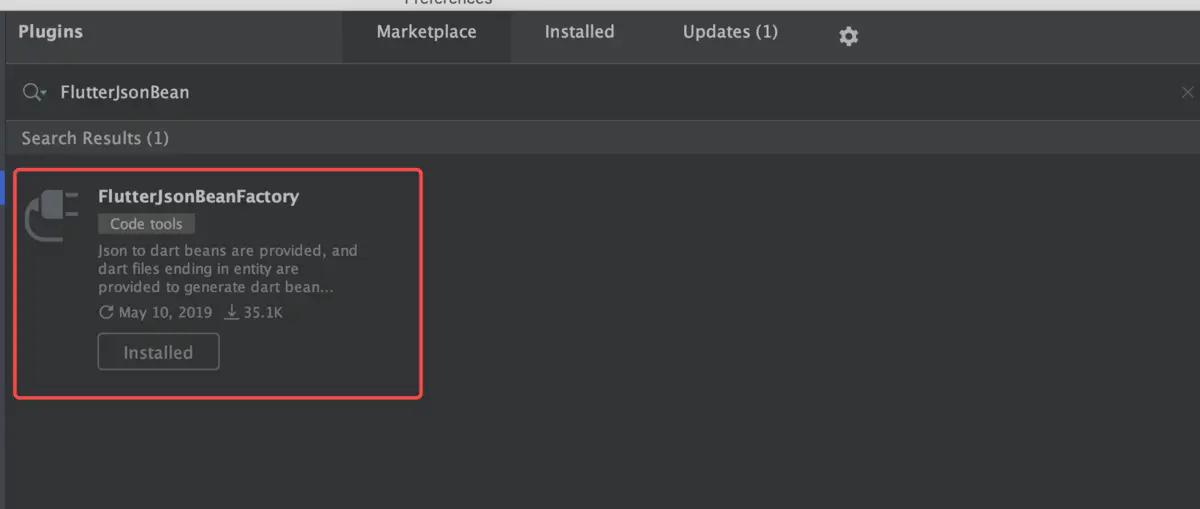 Preferences
Plugins
Marketplace
Installed
Updates (1)
FlutterJsonBean
Search Results (1)
FlutterJsonBeanFactory
Code tools
Json to dart beans are provided, and
dart files ending in entity are
provided to generate dart bean...
May 10, 2019 35.1K
Installed